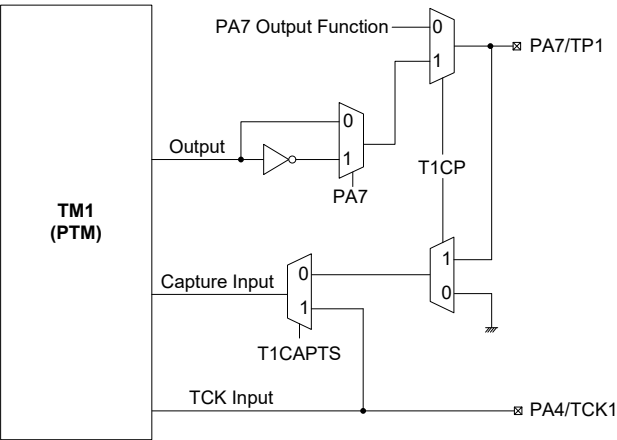 PA7 Output Function
0
1
PA7/TP1
Output
0
1
PA7
T1CP
TM1
(PTM)
Capture Input
0
1
1
0
T1CAPTS
TCK Input
PA4/TCK1